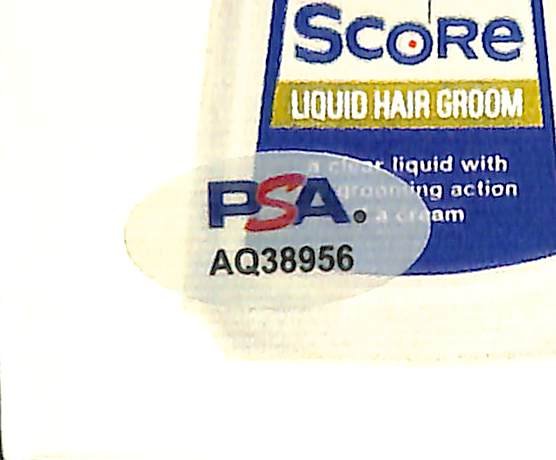 Score
LIQUID HAIR GROOM
a clear liquid with
grooming action
a cream
PSA.
AQ38956